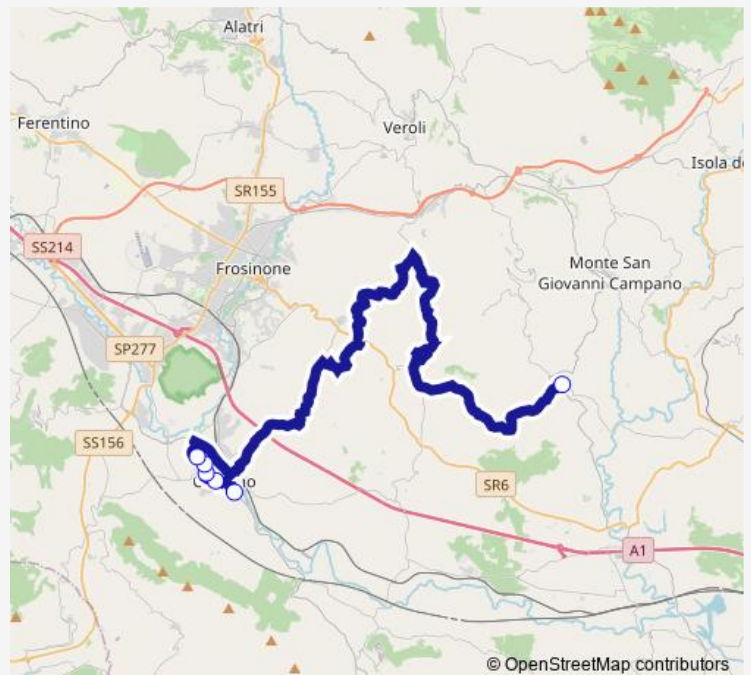 Alatri
Ferentino
Veroli
Isola de
SR155
SS214
Frosinone
Monte San
Giovanni Campano
SP277
SS156
SR6
A1
© OpenStreetMap contributors